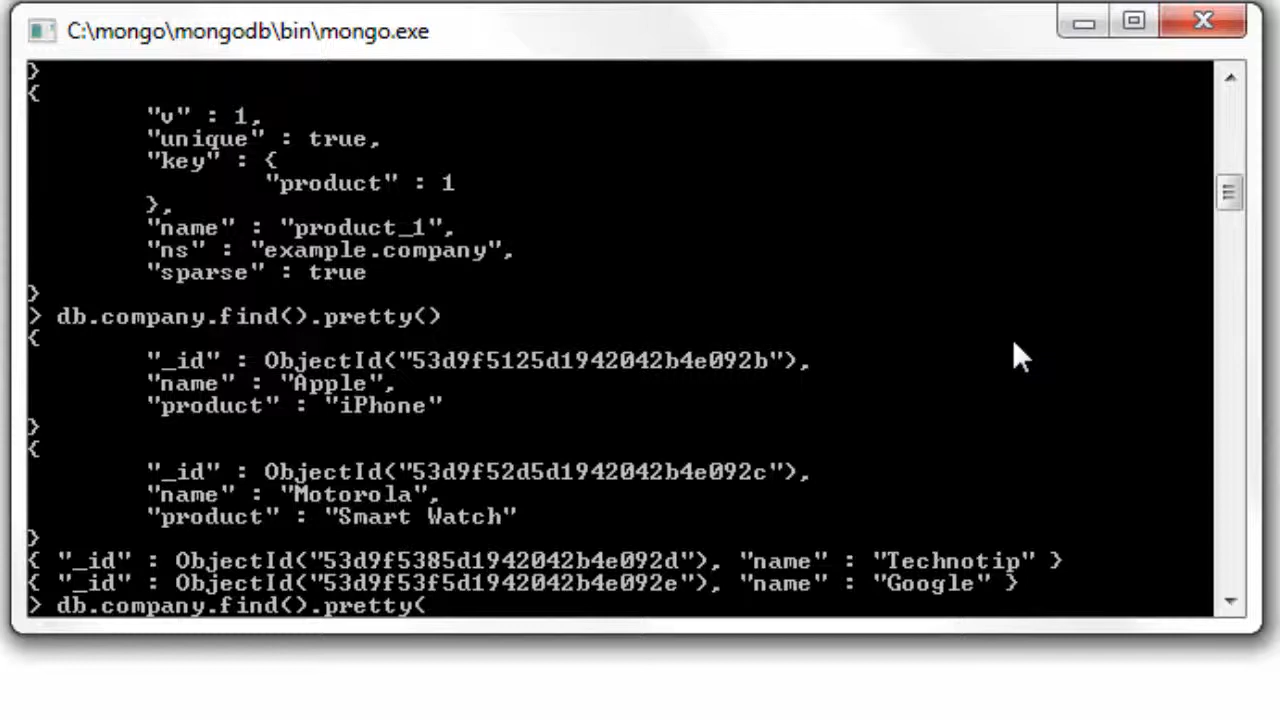 C:\mongo\mongodb\bin\mongo.exe
}
{
"v" : 1,
"unique" : true,
"key" : {
"product" : 1
},
"name" : "product_1",
"ns" : "example.company",
"sparse" : true
}
> db.company.find().pretty()
{
"_id" : ObjectId("53d9f5125d1942042b4e092b"),
"name" : "Apple",
"product" : "iPhone"
}
{
"_id" : ObjectId("53d9f52d5d1942042b4e092c"),
"name" : "Motorola",
"product" : "Smart Watch"
}
{ "_id" : ObjectId("53d9f5385d1942042b4e092d"), "name" : "Technotip" }
{ "_id" : ObjectId("53d9f53f5d1942042b4e092e"), "name" : "Google" }
> db.company.find().pretty(